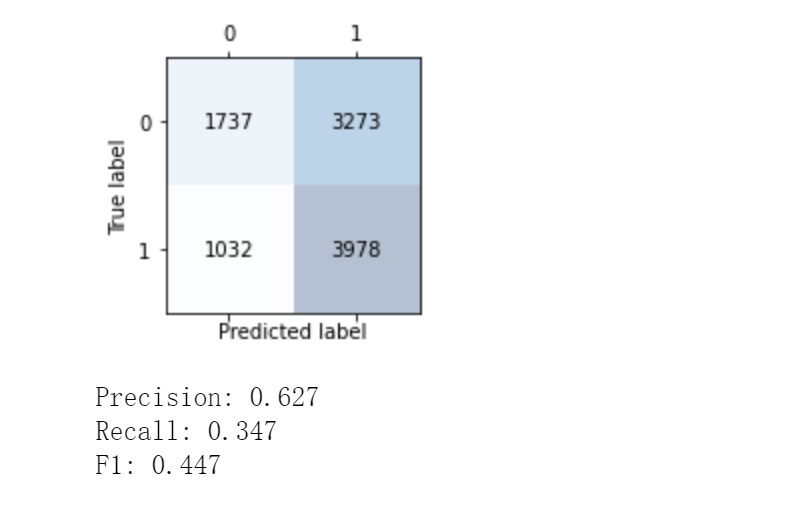 0 1
0 1737 3273
True label
1 1032 3978
Predicted label
Precision: 0.627
Recall: 0.347
F1: 0.447